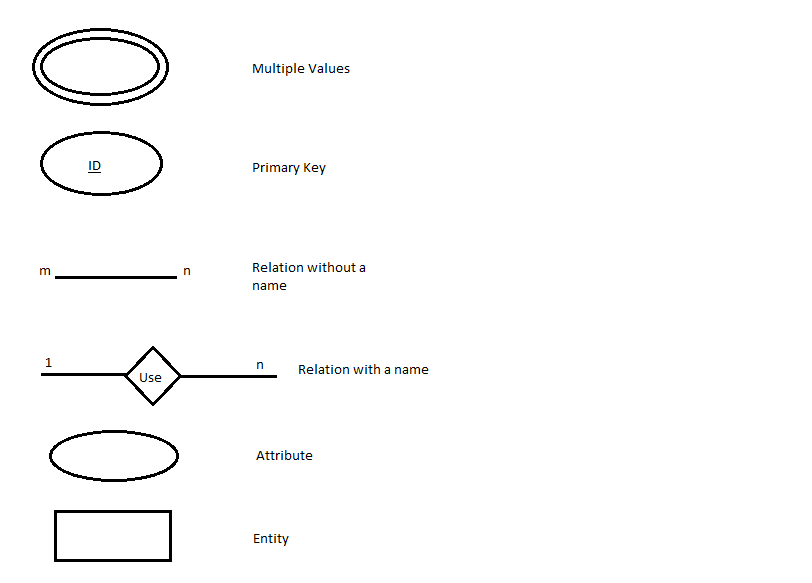 Multiple Values
ID
Primary Key
m
n
Relation without a
name
1
n
Use
Relation with a name
Attribute
Entity